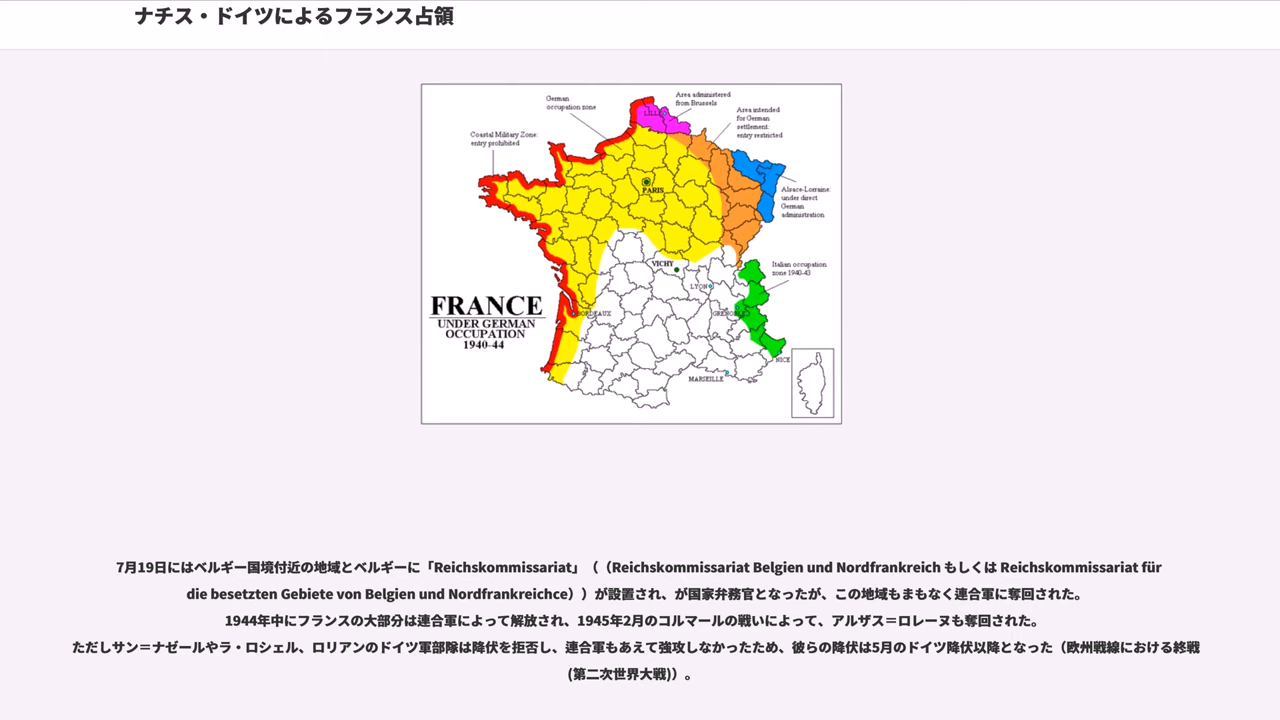 ナチス・ドイツによるフランス占領
German
occupation zone
Area administered
from Brussels
Area intended
for German
settlement:
entry restricted
Coastal Military Zone:
entry prohibited
LILLE
PARIS
Alsace-Lorraine:
under direct
German
administration
VICHY
Italian occupation
zone 1940-43
LYON
FRANCE
UNDER GERMAN
OCCUPATION
1940-44
BORDEAUX
GRENOBLE
NICE
MARSEILLE
7月19日にはベルギー国境付近の地域とベルギーに「Reichskommissariat」（（Reichskommissariat Belgien und Nordfrankreich もしくは Reichskommissariat für
die besetzten Gebiete von Belgien und Nordfrankreichce））が設置され、が国家弁務官となったが、この地域もまもなく連合軍に奪回された。
1944年中にフランスの大部分は連合軍によって解放され、1945年2月のコルマールの戦いによって、アルザス＝ロレーヌも奪回された。
ただしサン＝ナゼールやラ・ロシェル、ロリアンのドイツ軍部隊は降伏を拒否し、連合軍もあえて強攻しなかったため、彼らの降伏は5月のドイツ降伏以降となった（欧州戦線における終戦
(第二次世界大戦)）。